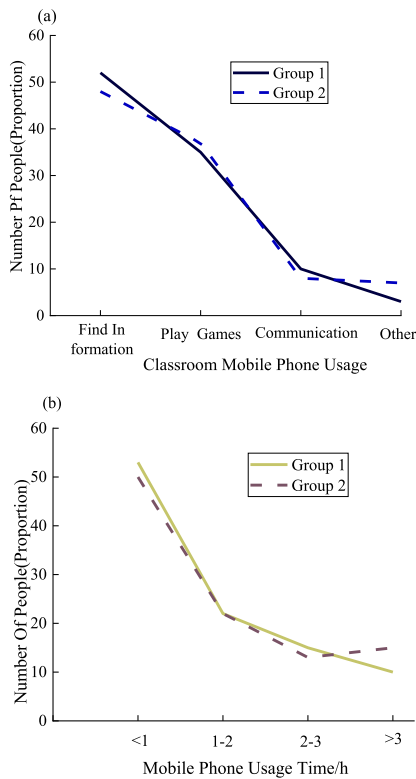 (a)
60
50
40
30
20
10
0
Number Pf People(Proportion)
Group 1
Group 2
Find In
formation
Play Games
Communication
Other
Classroom Mobile Phone Usage
(b)
60
50
40
30
20
10
Number Of People(Proportion)
Group 1
Group 2
<1
1-2
2-3
>3
Mobile Phone Usage Time/h